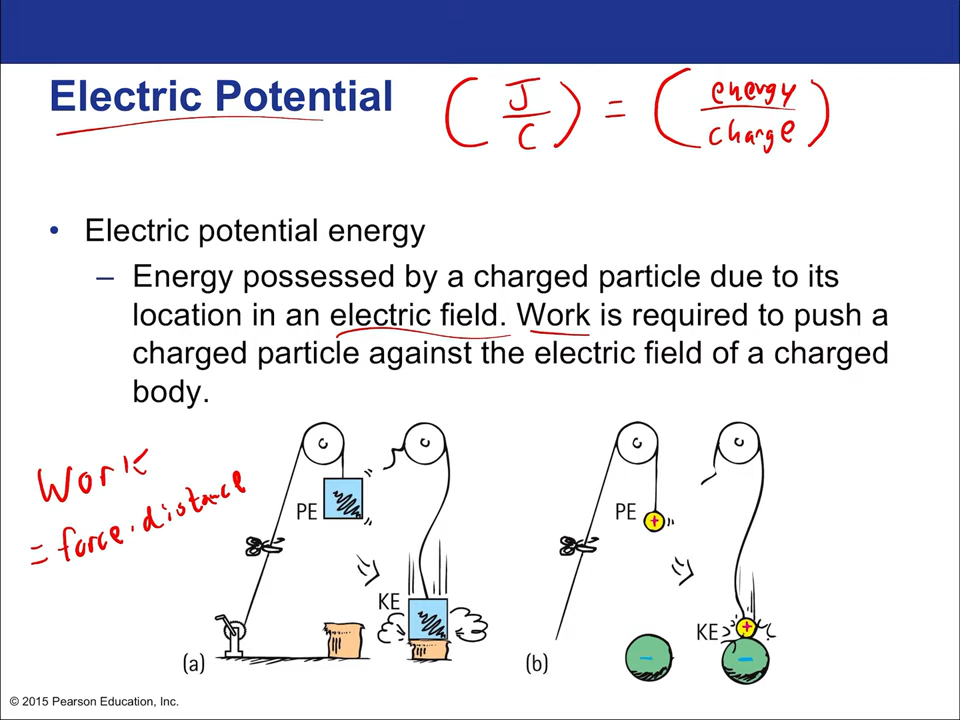 Electric Potential
( J / C ) = ( energy / charge )
• Electric potential energy
– Energy possessed by a charged particle due to its
location in an electric field. Work is required to push a
charged particle against the electric field of a charged
body.
Work
= force · distance
PE
KE
(a)
PE
+
KE
+
(b)
-
-
© 2015 Pearson Education, Inc.